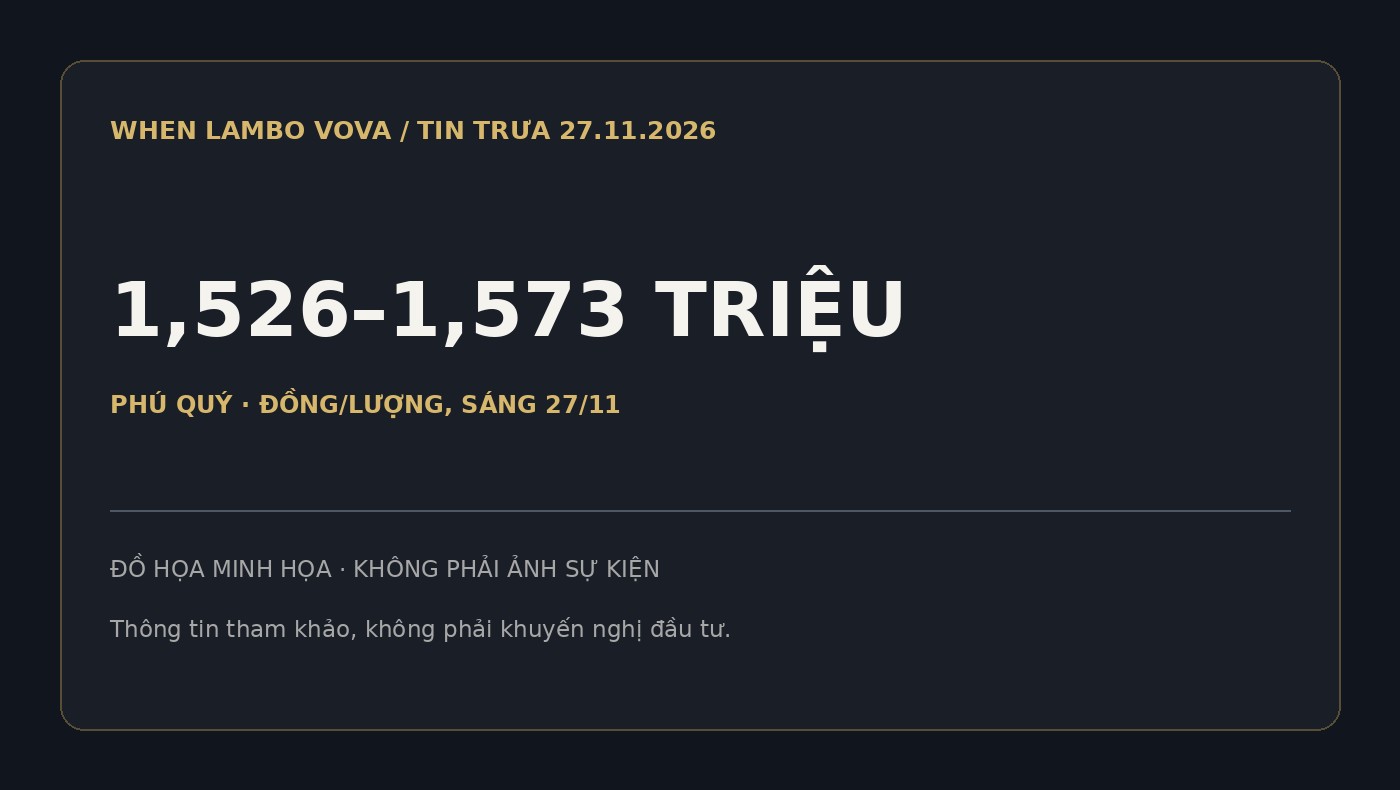 WHEN LAMBO VOVA / TIN TRƯA 27.11.2026
1,526–1,573 TRIỆU
PHÚ QUÝ · ĐỒNG/LƯỢNG, SÁNG 27/11
ĐỒ HỌA MINH HỌA · KHÔNG PHẢI ẢNH SỰ KIỆN
Thông tin tham khảo, không phải khuyến nghị đầu tư.